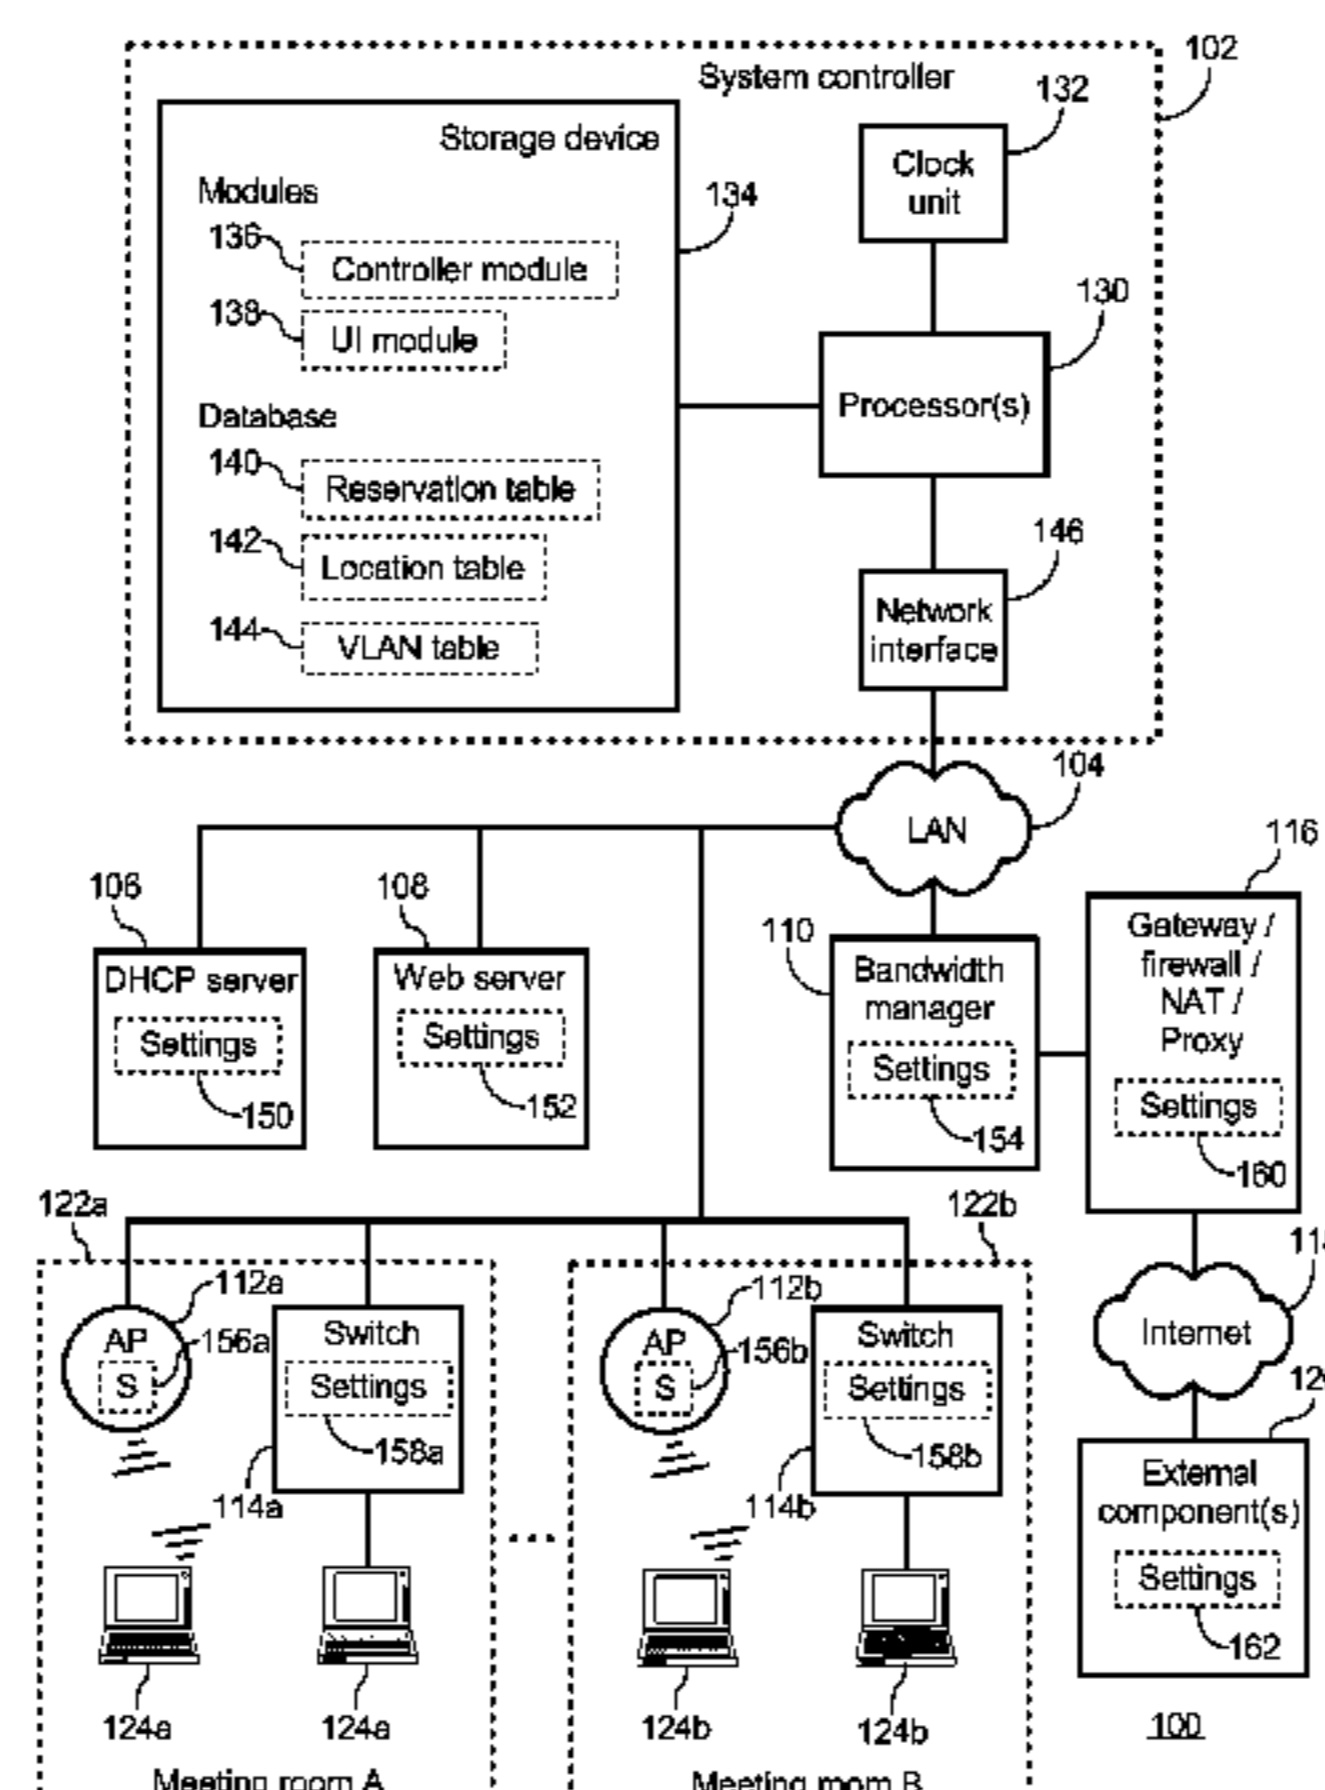 102
System controller
132
Storage device
Clock
unit
Modules
134
136
Controller module
130
138
UI module
Processor(s)
Database
140
Reservation table
142
Location table
146
Network
interface
144
VLAN table
104
LAN
116
106
108
110
Gateway /
firewall /
NAT /
Proxy
DHCP server
Settings
150
Web server
Settings
152
Bandwidth
manager
Settings
154
Settings
160
122a
122b
112a
AP
156a
S
Switch
Settings
158a
114a
112b
AP
156b
S
Switch
Settings
158b
114b
Internet
External
component(s)
Settings
162
124a
124a
124b
124b
100
Meeting room A
Meeting room B